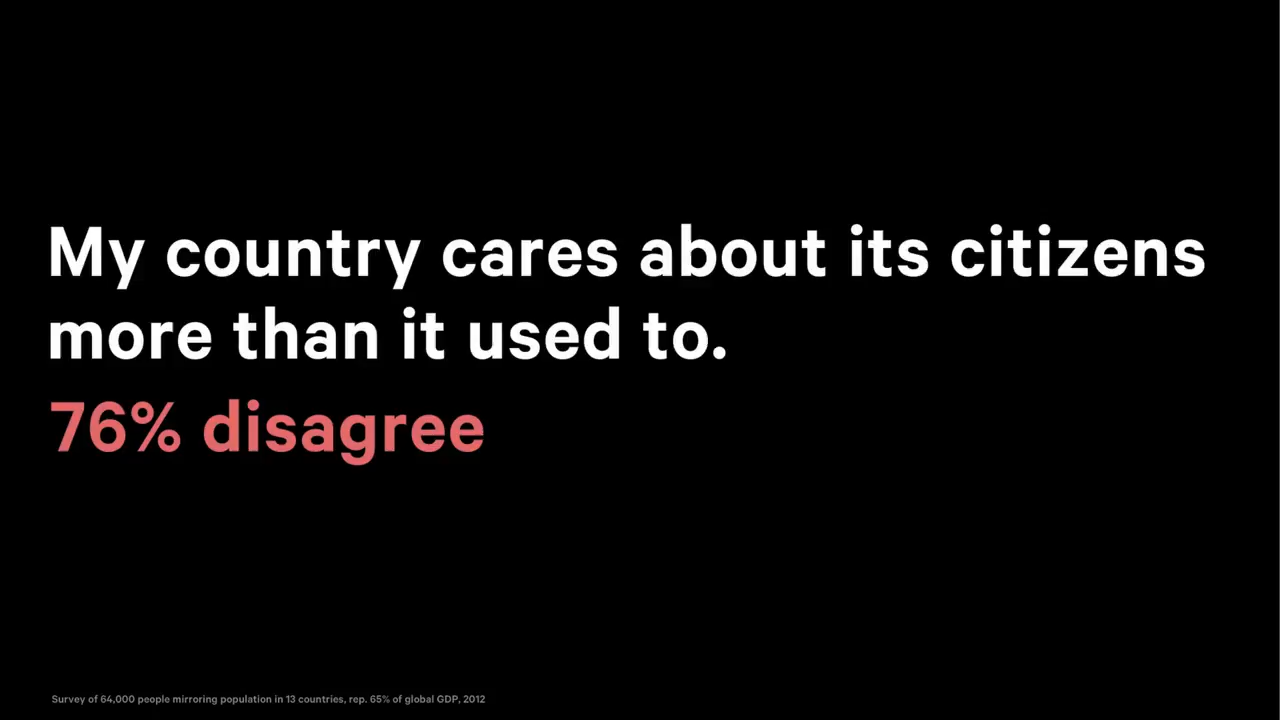 My country cares about its citizens
more than it used to.
76% disagree
Survey of 64,000 people mirroring population in 13 countries, rep. 65% of global GDP, 2012